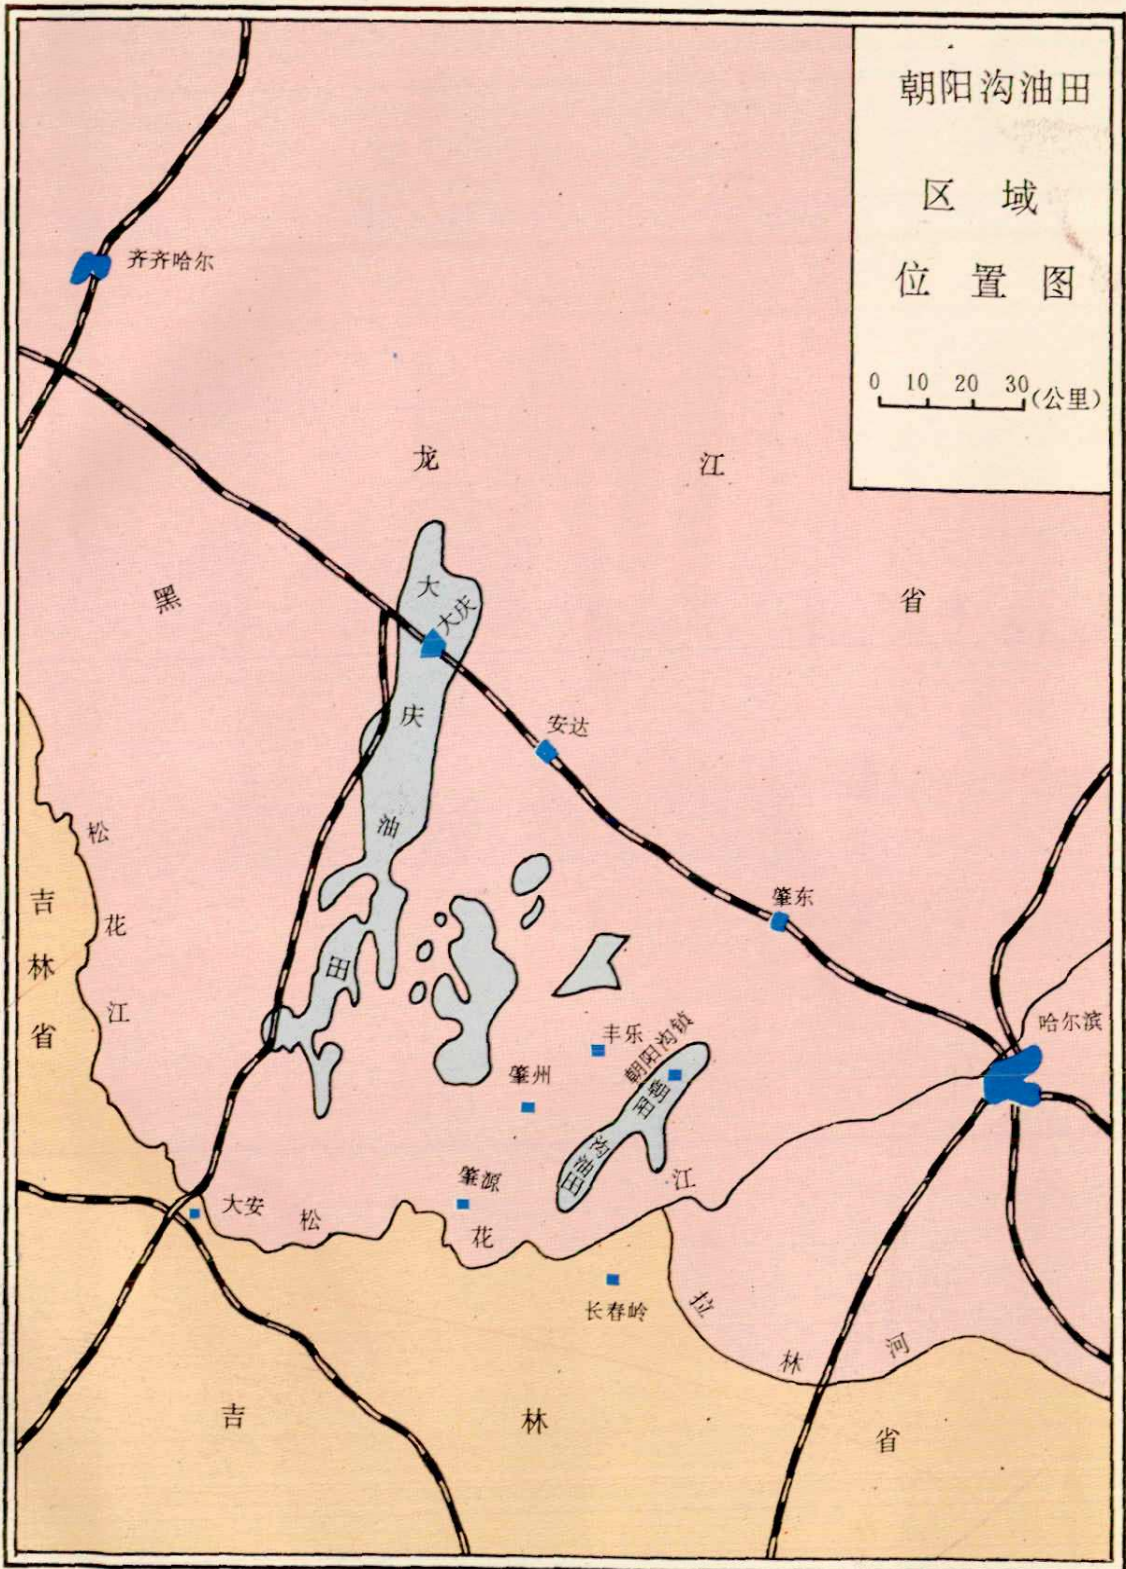 朝阳沟油田
区域
位置图
0 10 20 30(公里)
齐齐哈尔
黑龙江省
大庆油田
大庆
安达
肇东
哈尔滨
松花江
吉林省
丰乐
朝阳沟镇
肇州
朝阳沟油田
肇源
大安
松花江
长春岭
拉林河
吉林省